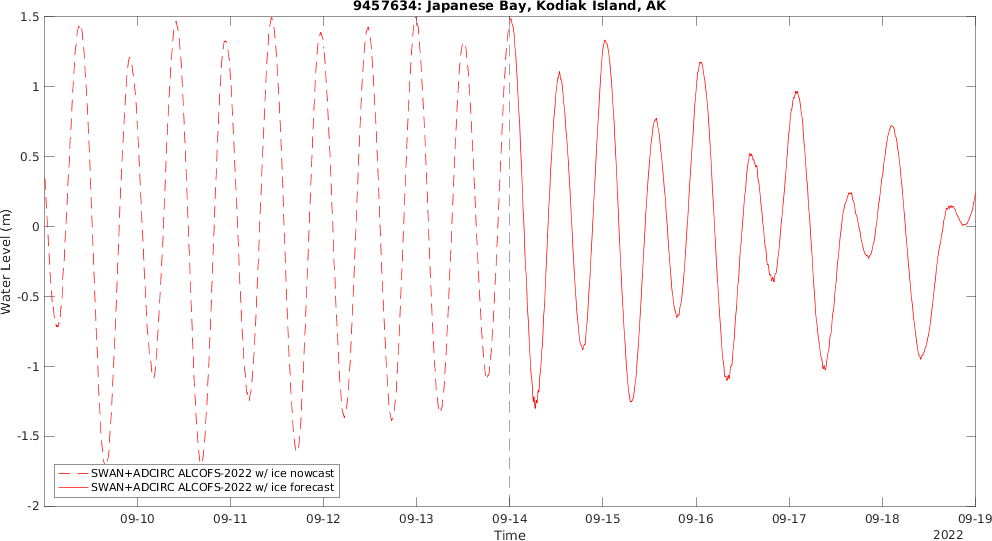 9457634: Japanese Bay, Kodiak Island, AK
1.5
1
0.5
0
-0.5
-1
-1.5
-2
Water Level (m)
SWAN+ADCIRC ALCOFS-2022 w/ ice nowcast
SWAN+ADCIRC ALCOFS-2022 w/ ice forecast
09-10 09-11 09-12 09-13 09-14 09-15 09-16 09-17 09-18 09-19
Time
2022